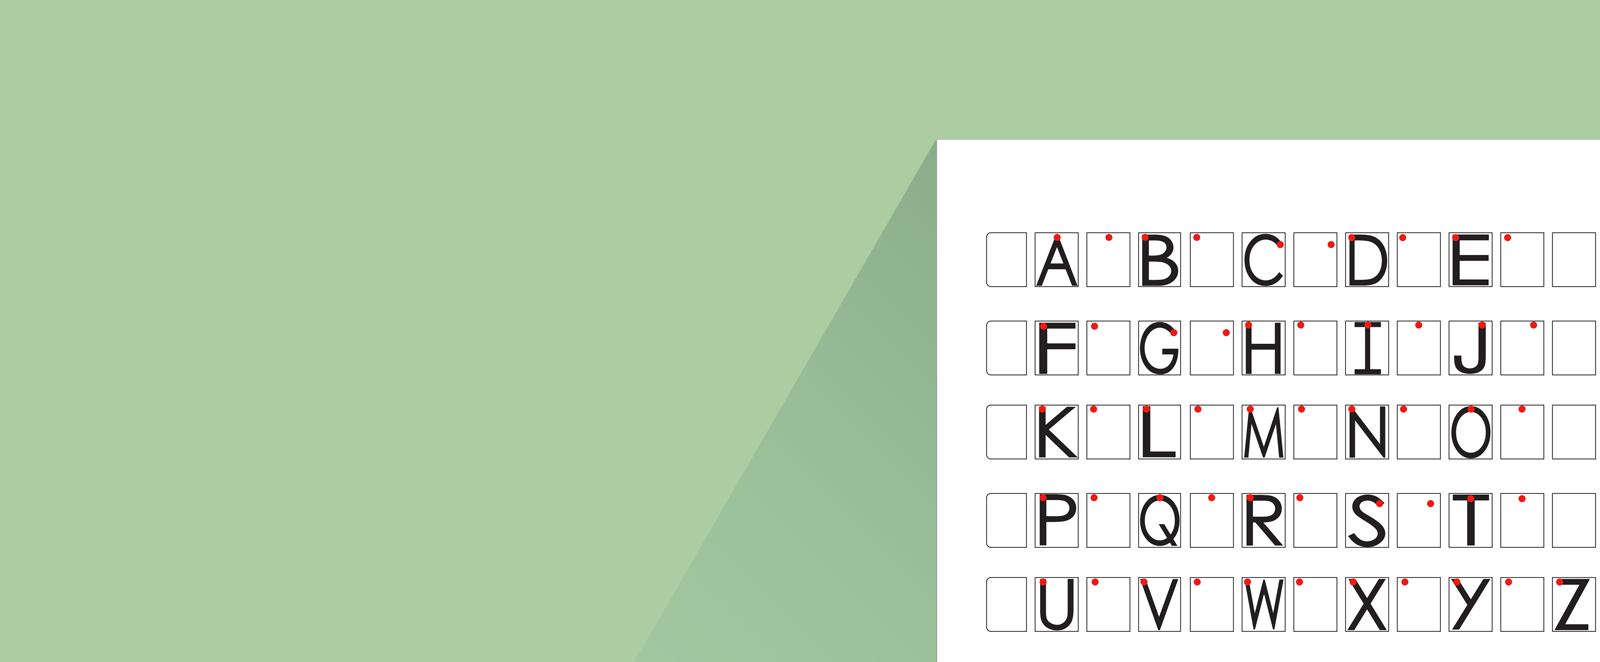 A B C D E
F G H I J
K L M N O
P Q R S T
U V W X Y Z